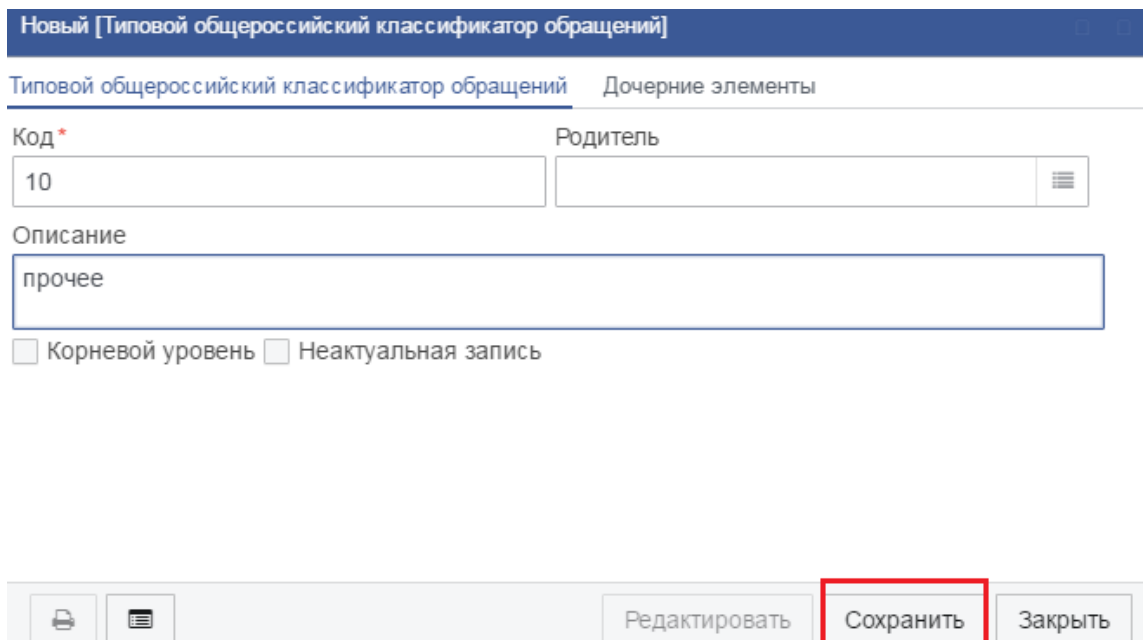 Новый [Типовой общероссийский классификатор обращений]
Типовой общероссийский классификатор обращений Дочерние элементы
Код * Родитель
10
Описание
прочее
Корневой уровень Неактуальная запись
Редактировать Сохранить Закрыть